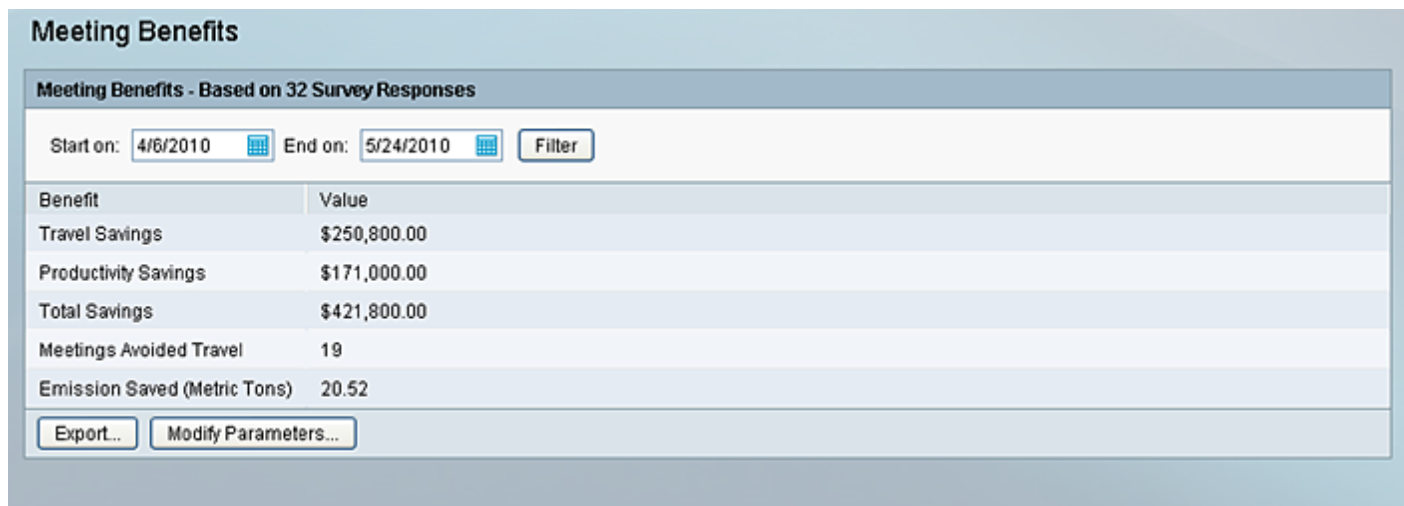 Meeting Benefits
Meeting Benefits - Based on 32 Survey Responses
Start on: 4/6/2010 End on: 5/24/2010 Filter
Benefit Value
Travel Savings $250,800.00
Productivity Savings $171,000.00
Total Savings $421,800.00
Meetings Avoided Travel 19
Emission Saved (Metric Tons) 20.52
Export... Modify Parameters...